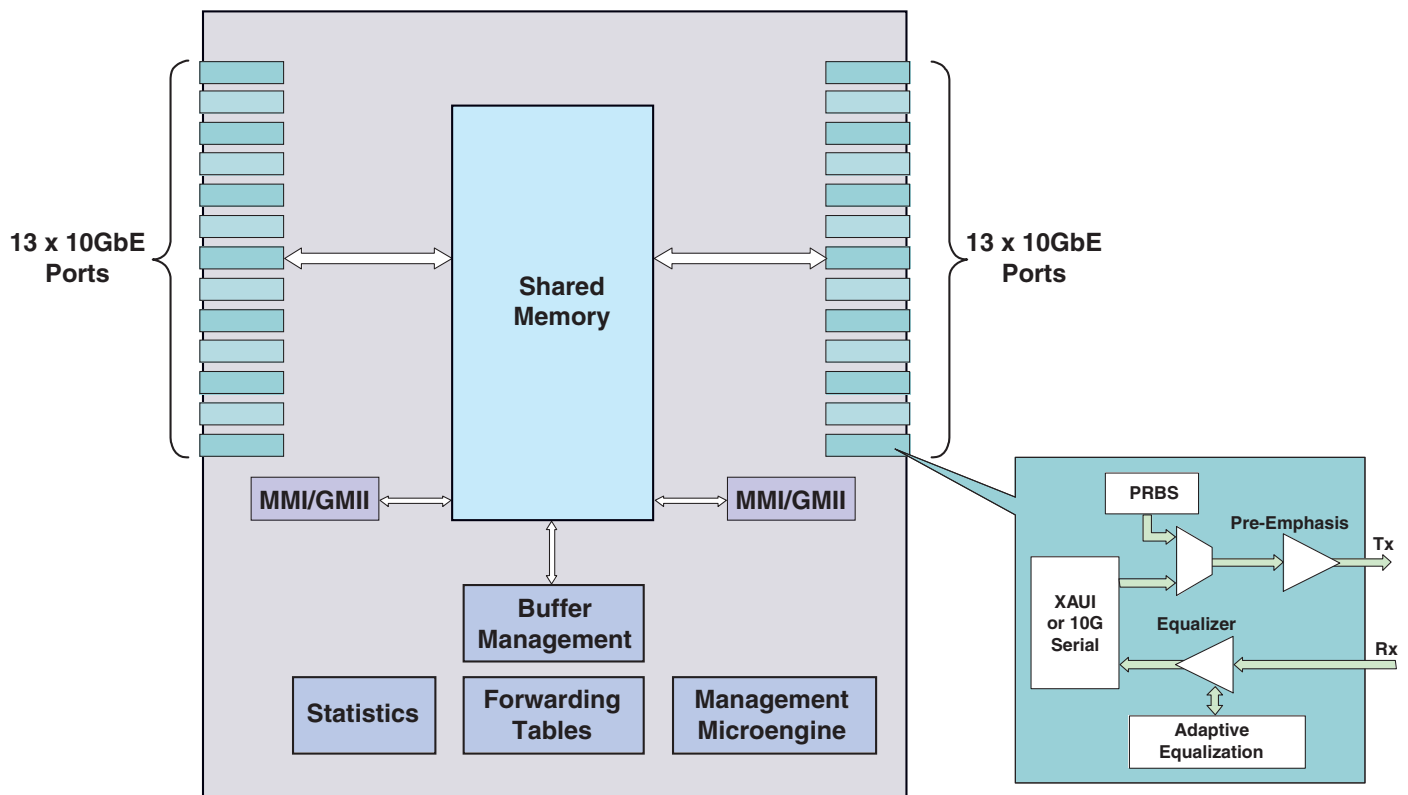 13 x 10GbE
Ports
Shared
Memory
13 x 10GbE
Ports
MMI/GMII
MMI/GMII
Buffer
Management
Statistics
Forwarding
Tables
Management
Microengine
PRBS
Pre-Emphasis
Tx
XAUI
or 10G
Serial
Equalizer
Rx
Adaptive
Equalization